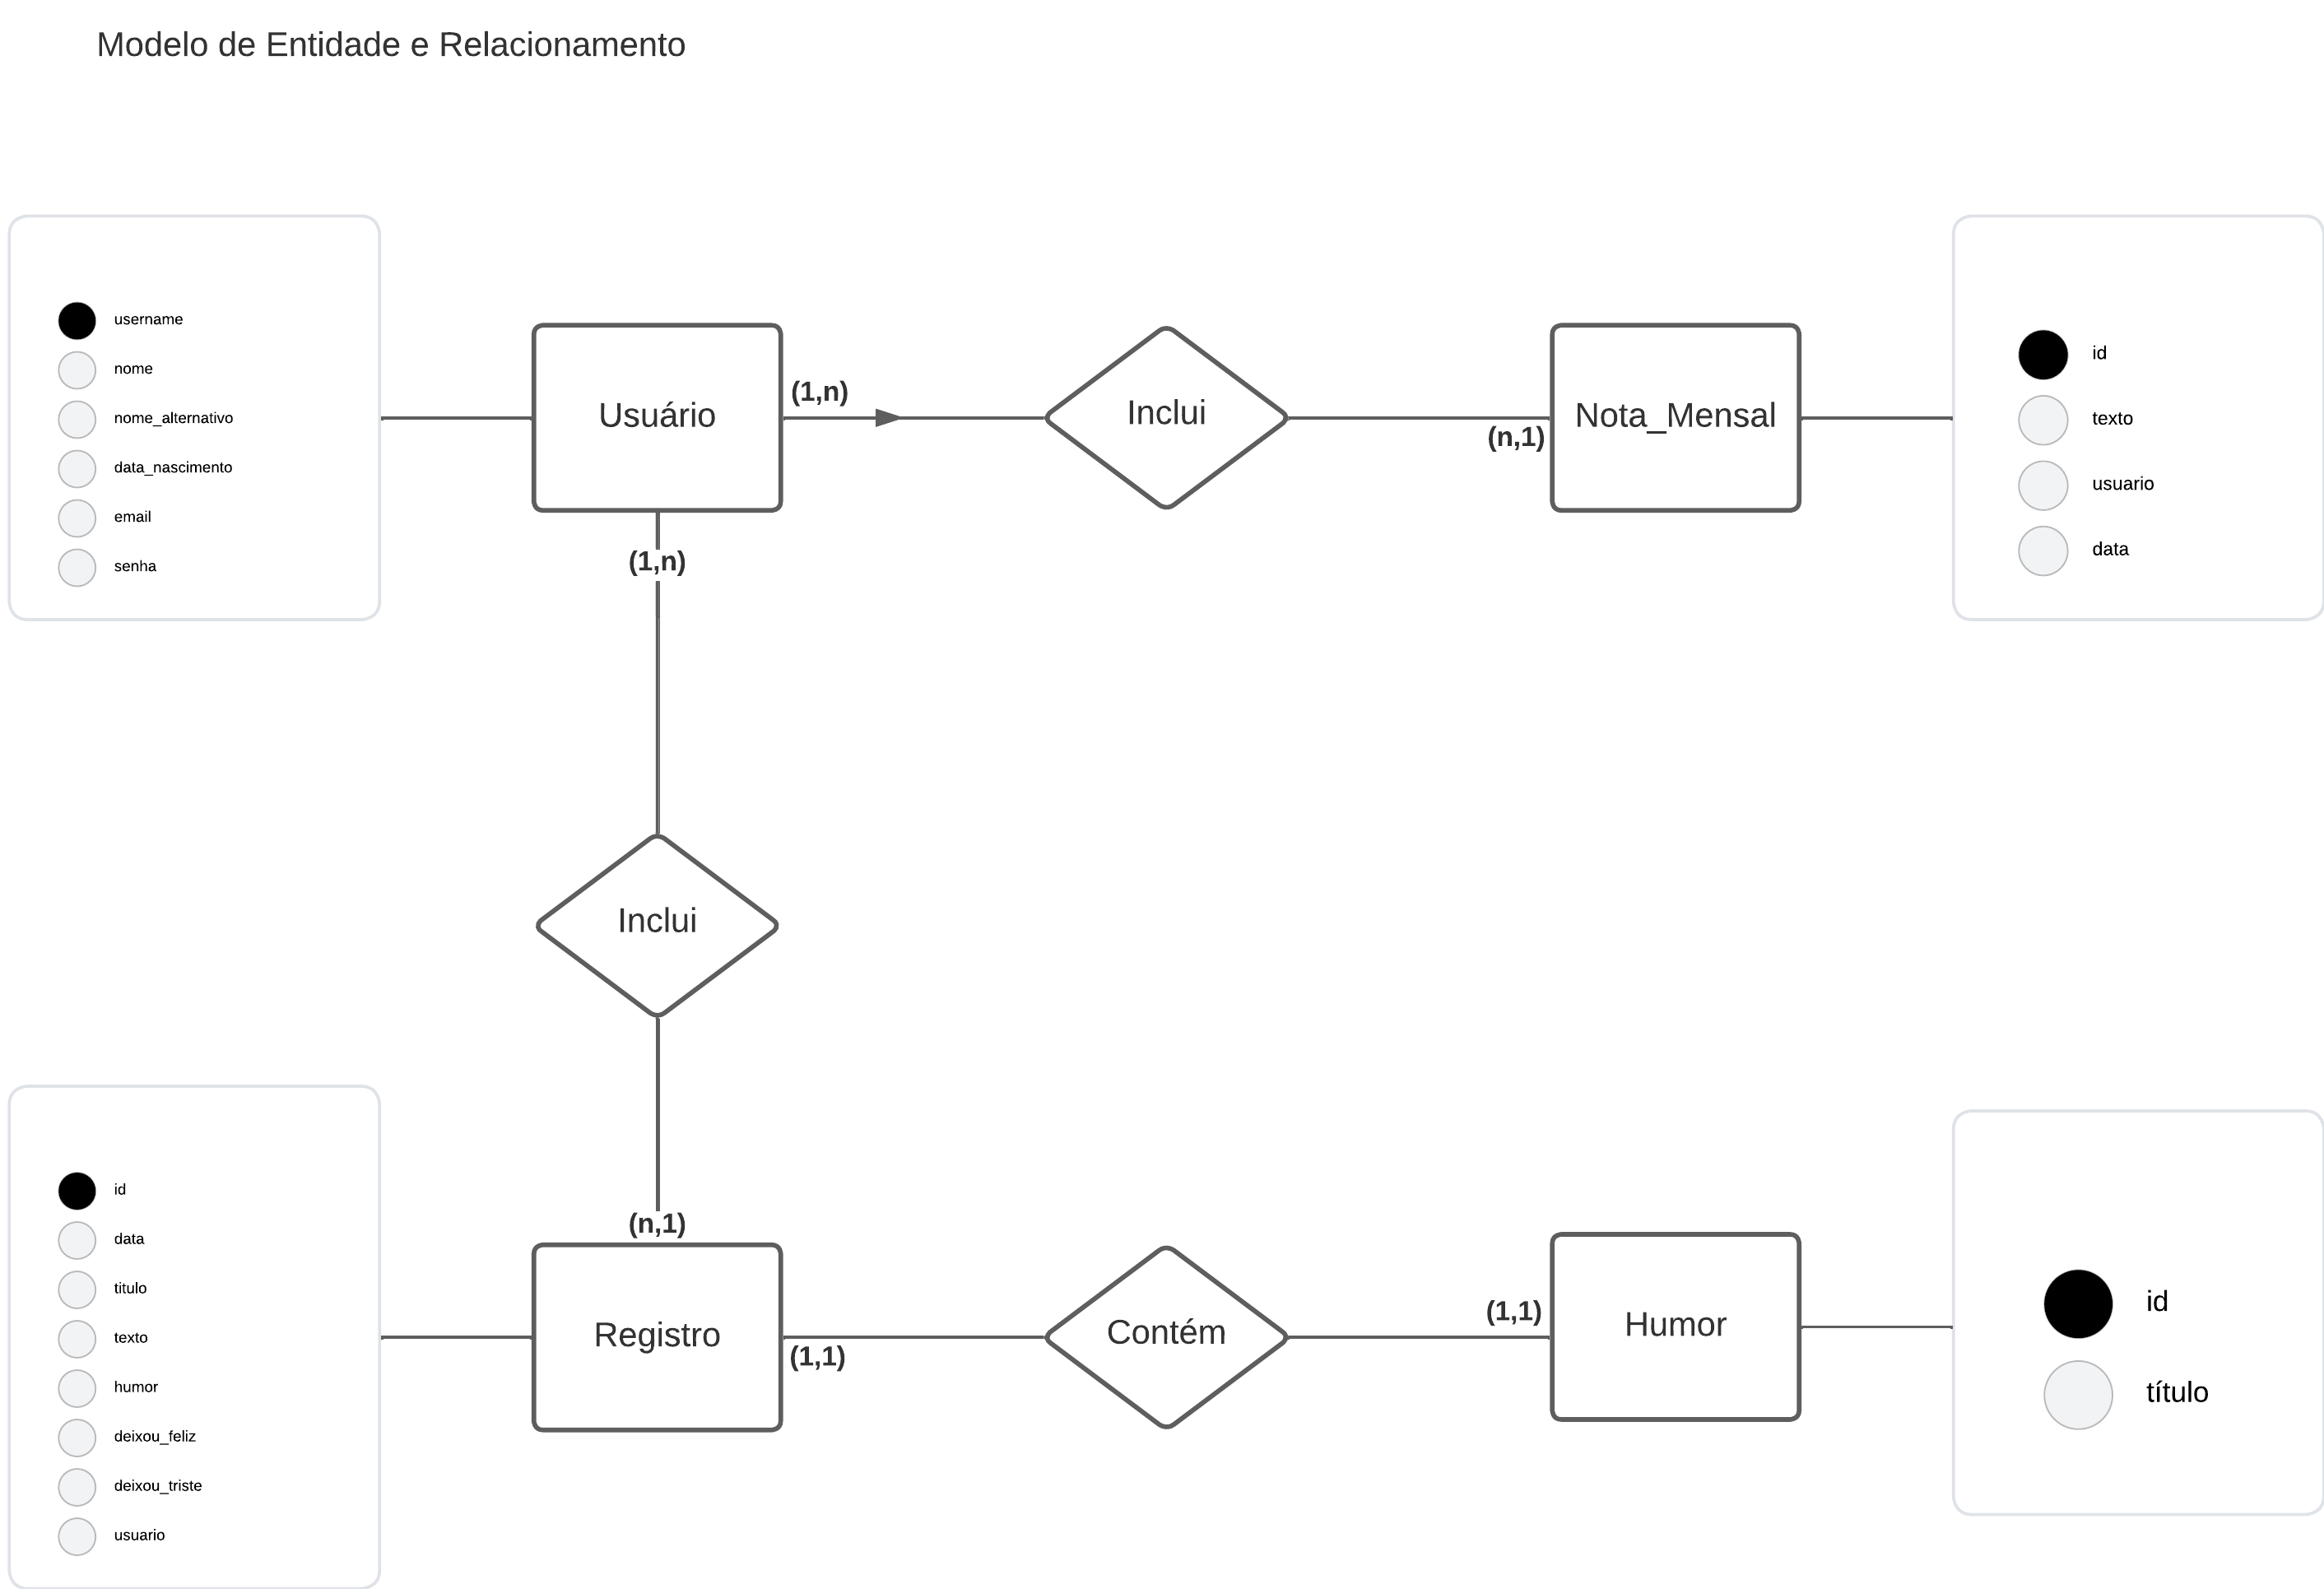 Modelo de Entidade e Relacionamento
username
nome
nome_alternativo
data_nascimento
email
senha
Usuário
(1,n)
Inclui
(n,1)
Nota_Mensal
id
texto
usuario
data
(1,n)
Inclui
(n,1)
id
data
titulo
texto
humor
deixou_feliz
deixou_triste
usuario
Registro
(1,1)
Contém
(1,1)
Humor
id
título